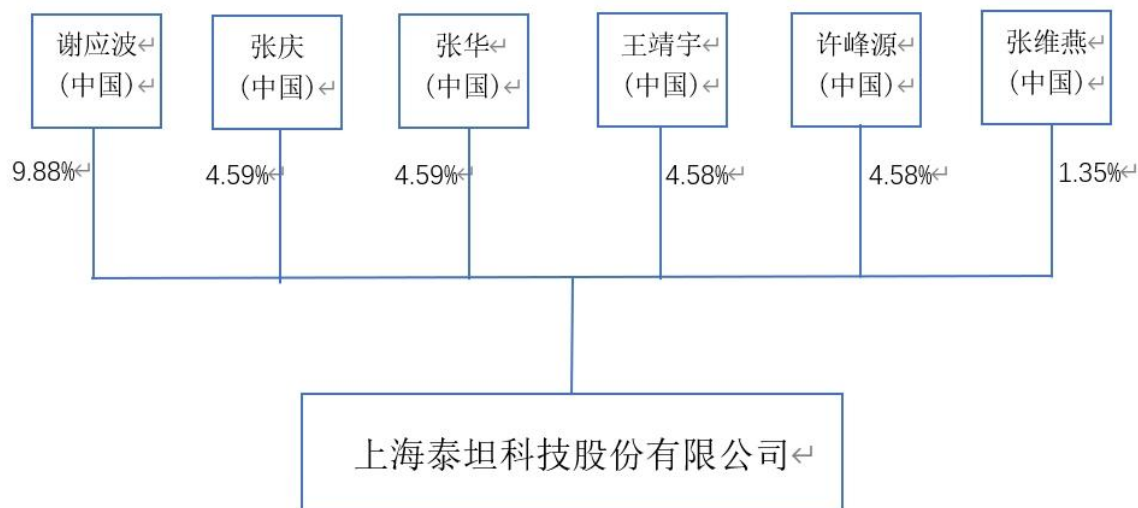 谢应波
(中国)
张庆
(中国)
张华
(中国)
王靖宇
(中国)
许峰源
(中国)
张维燕
(中国)
9.88%
4.59%
4.59%
4.58%
4.58%
1.35%
上海泰坦科技股份有限公司